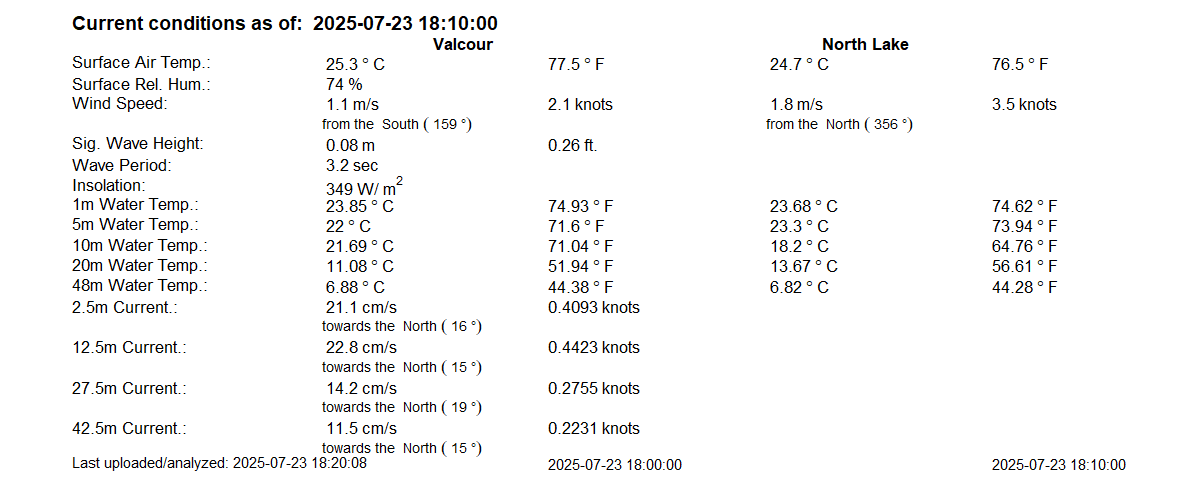 Current conditions as of: 2025-07-23 18:10:00
Valcour North Lake
Surface Air Temp.: 25.3 ° C 77.5 ° F 24.7 ° C 76.5 ° F
Surface Rel. Hum.: 74 %
Wind Speed: 1.1 m/s 2.1 knots 1.8 m/s 3.5 knots
from the South ( 159 °) from the North ( 356 °)
Sig. Wave Height: 0.08 m 0.26 ft.
Wave Period: 3.2 sec
Insolation: 349 W/ m2
1m Water Temp.: 23.85 ° C 74.93 ° F 23.68 ° C 74.62 ° F
5m Water Temp.: 22 ° C 71.6 ° F 23.3 ° C 73.94 ° F
10m Water Temp.: 21.69 ° C 71.04 ° F 18.2 ° C 64.76 ° F
20m Water Temp.: 11.08 ° C 51.94 ° F 13.67 ° C 56.61 ° F
48m Water Temp.: 6.88 ° C 44.38 ° F 6.82 ° C 44.28 ° F
2.5m Current.: 21.1 cm/s 0.4093 knots
towards the North ( 16 °)
12.5m Current.: 22.8 cm/s 0.4423 knots
towards the North ( 15 °)
27.5m Current.: 14.2 cm/s 0.2755 knots
towards the North ( 19 °)
42.5m Current.: 11.5 cm/s 0.2231 knots
towards the North ( 15 °)
Last uploaded/analyzed: 2025-07-23 18:20:08 2025-07-23 18:00:00 2025-07-23 18:10:00